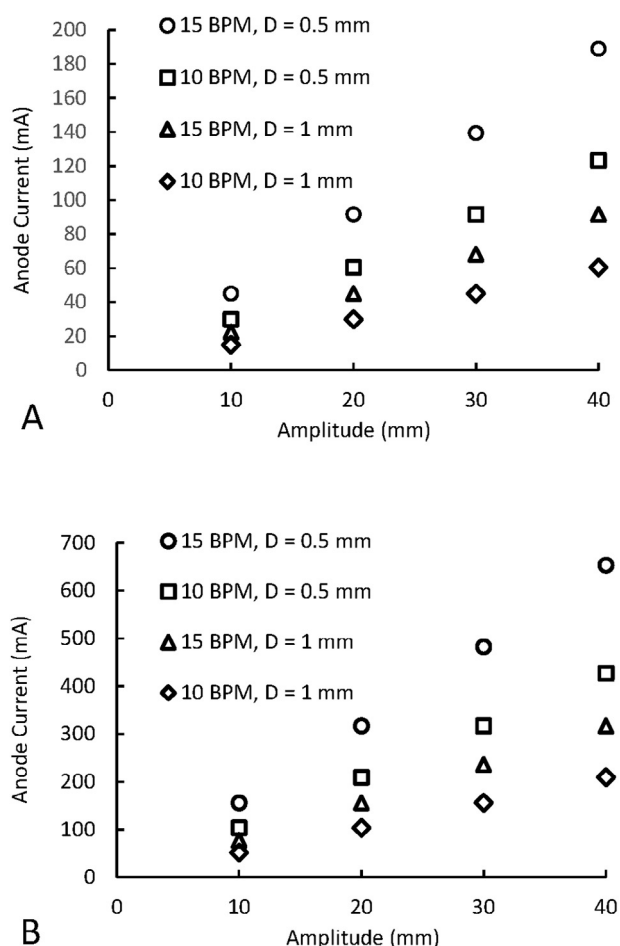 200
180
160
140
120
100
80
60
40
20
0
Anode Current (mA)
15 BPM, D = 0.5 mm
10 BPM, D = 0.5 mm
15 BPM, D = 1 mm
10 BPM, D = 1 mm
0 10 20 30 40
Amplitude (mm)
A
700
600
500
400
300
200
100
0
Anode Current (mA)
15 BPM, D = 0.5 mm
10 BPM, D = 0.5 mm
15 BPM, D = 1 mm
10 BPM, D = 1 mm
0 10 20 30 40
Amplitude (mm)
B